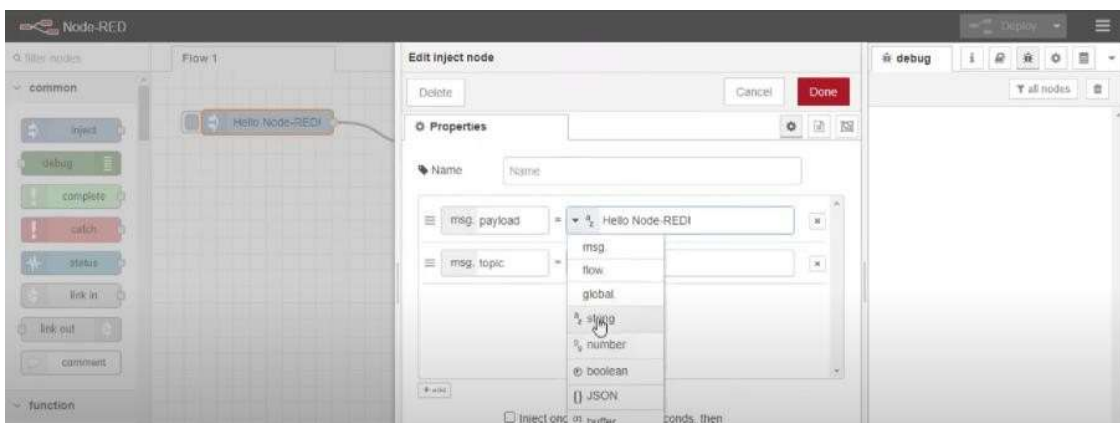 Node-RED
Deploy
filter nodes
Flow 1
Edit inject node
debug
common
Delete
Cancel
Done
all nodes
inject
Hello Node-RED!
Properties
debug
Name
Name
complete
msg. payload
=
Hello Node-RED!
catch
msg.
status
msg. topic
=
flow.
link in
global.
string
link out
number
comment
boolean
+ add
{} JSON
function
Inject onc
buffer
conds, then